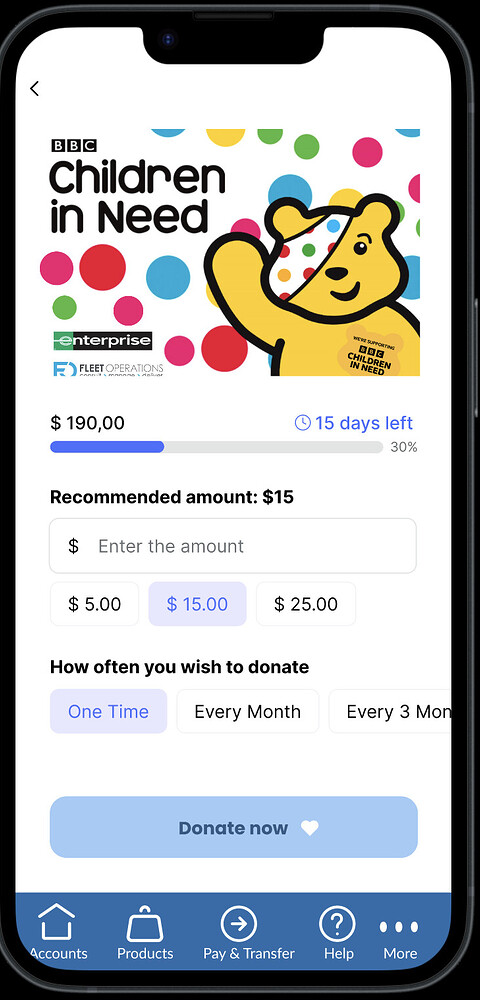 BBC
Children
in Need
enterprise
FLEET OPERATIONS
consult • manage • deliver
WE'RE SUPPORTING
BBC
CHILDREN
IN NEED
$ 190,00
15 days left
30%
Recommended amount: $15
$ Enter the amount
$ 5.00 $ 15.00 $ 25.00
How often you wish to donate
One Time Every Month Every 3 Mon
Donate now
Accounts Products Pay & Transfer Help More